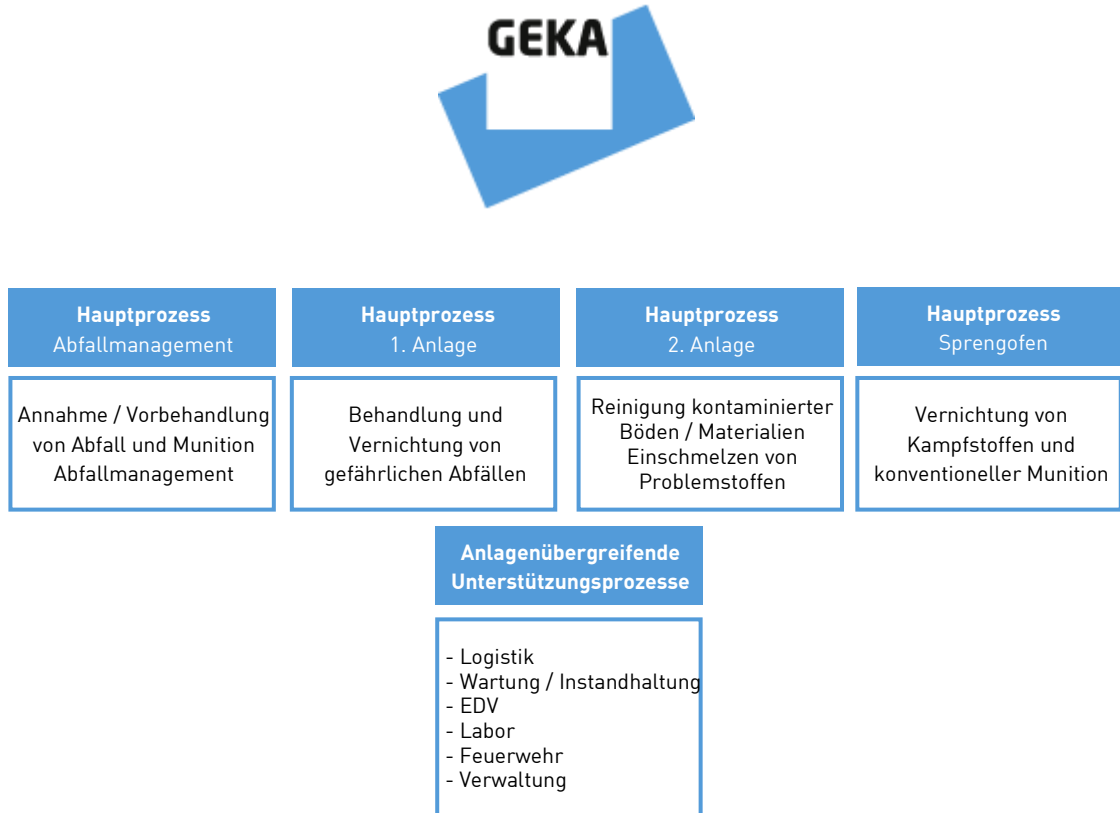 GEKA
Hauptprozess
Abfallmanagement
Annahme / Vorbehandlung
von Abfall und Munition
Abfallmanagement
Hauptprozess
1. Anlage
Behandlung und
Vernichtung von
gefährlichen Abfällen
Hauptprozess
2. Anlage
Reinigung kontaminierter
Böden / Materialien
Einschmelzen von
Problemstoffen
Hauptprozess
Sprengofen
Vernichtung von
Kampfstoffen und
konventioneller Munition
Anlagenübergreifende
Unterstützungsprozesse
- Logistik
- Wartung / Instandhaltung
- EDV
- Labor
- Feuerwehr
- Verwaltung